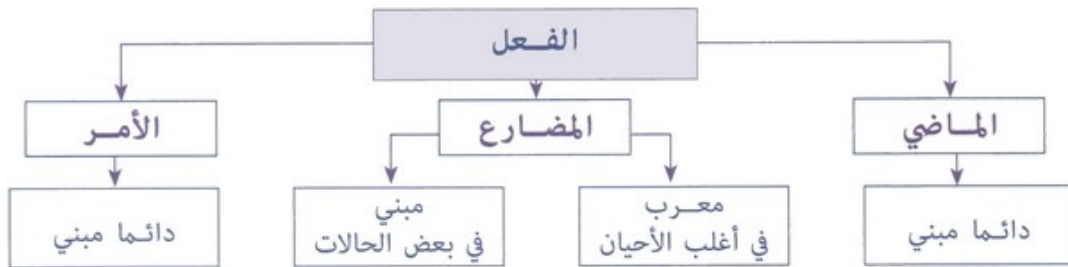 الفعل
الماضي
المضارع
الأمر
دائما مبني
معرب
في أغلب الأحيان
مبني
في بعض الحالات
دائما مبني